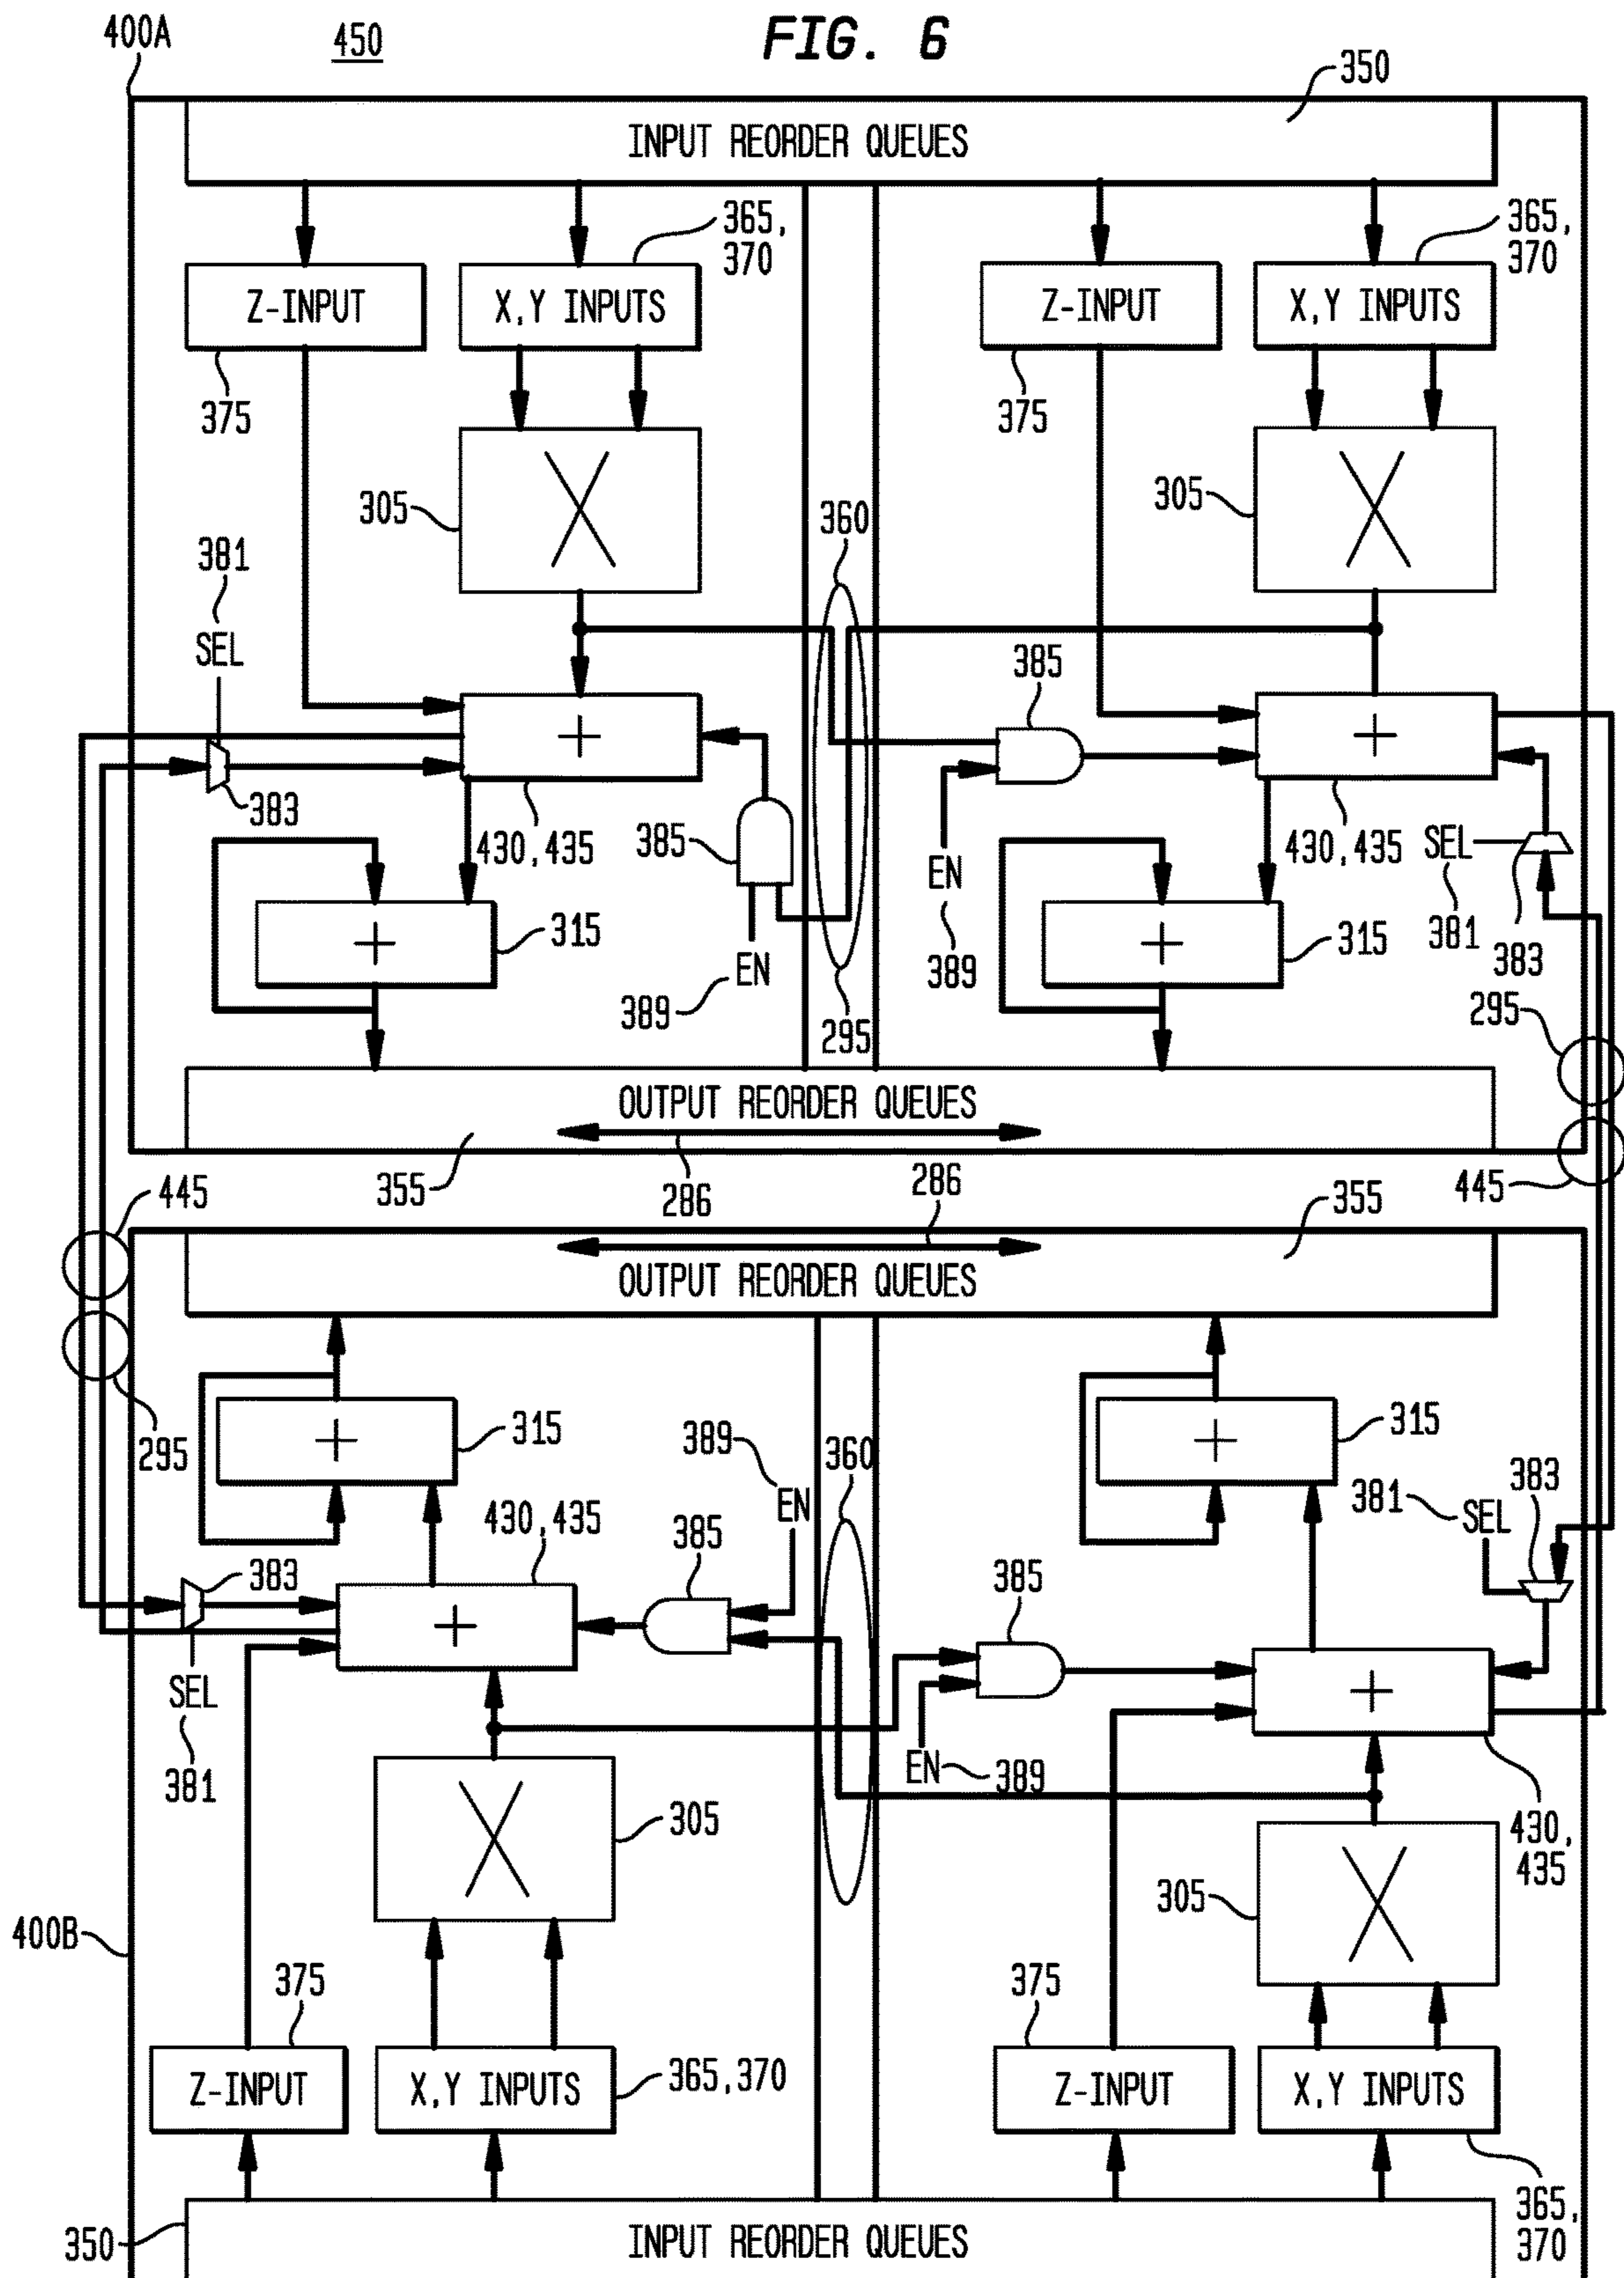 FIG. 6
400A
450
350
INPUT REORDER QUEUES
365,
370
365,
370
Z-INPUT
X,Y INPUTS
Z-INPUT
X,Y INPUTS
375
375
305
305
360
381
SEL
385
+
+
383
430,435
385
430,435
SEL
EN
381
383
+
315
EN
389
+
315
389
295
295
OUTPUT REORDER QUEUES
355
286
286
445
445
355
OUTPUT REORDER QUEUES
295
+
315
389
EN
360
+
315
381
SEL
383
430,435
385
383
385
+
+
SEL
381
EN
389
305
430,
435
305
400B
375
375
Z-INPUT
X,Y INPUTS
365,370
Z-INPUT
X,Y INPUTS
365,
370
350
INPUT REORDER QUEUES